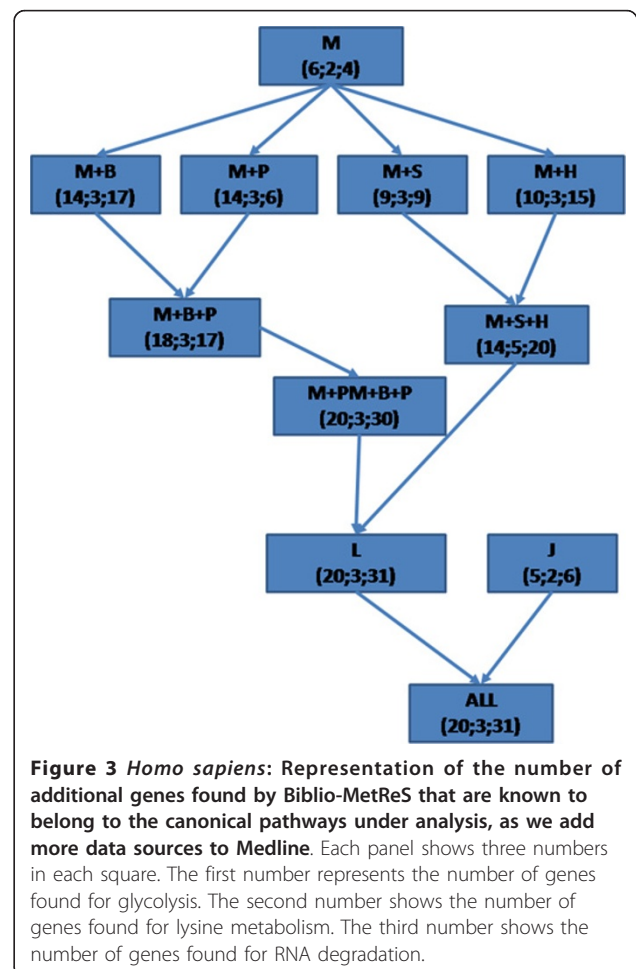 M
(6;2;4)
M+B
(14;3;17)
M+P
(14;3;6)
M+S
(9;3;9)
M+H
(10;3;15)
M+B+P
(18;3;17)
M+S+H
(14;5;20)
M+PM+B+P
(20;3;30)
L
(20;3;31)
J
(5;2;6)
ALL
(20;3;31)
Figure 3 Homo sapiens: Representation of the number of
additional genes found by Biblio-MetReS that are known to
belong to the canonical pathways under analysis, as we add
more data sources to Medline. Each panel shows three numbers
in each square. The first number represents the number of genes
found for glycolysis. The second number shows the number of
genes found for lysine metabolism. The third number shows the
number of genes found for RNA degradation.